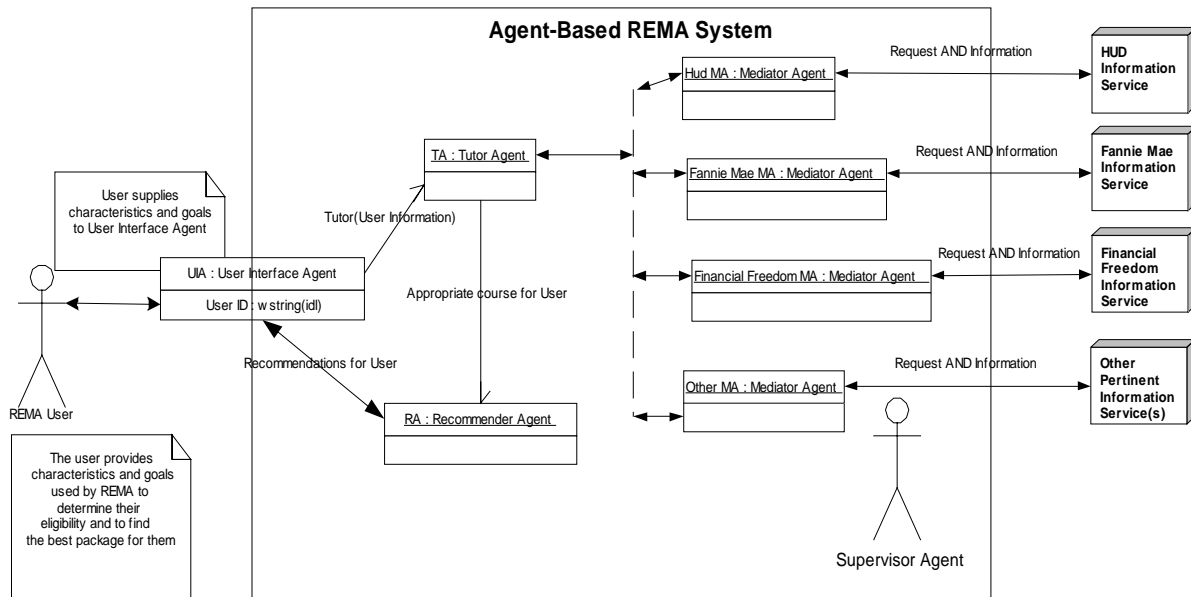 Agent-Based REMA System
Request AND Information
HUD
Information
Service
Hud MA : Mediator Agent
TA : Tutor Agent
Request AND Information
Fannie Mae
Information
Service
Fannie Mae MA : Mediator Agent
User supplies
characteristics and goals
to User Interface Agent
Tutor(User Information)
UIA : User Interface Agent
User ID : wstring(idl)
Request AND Information
Financial
Freedom
Information
Service
Financial Freedom MA : Mediator Agent
Appropriate course for User
Recommendations for User
Request AND Information
Other
Pertinent
Information
Service(s)
Other MA : Mediator Agent
REMA User
RA : Recommender Agent
The user provides
characteristics and goals
used by REMA to
determine their
eligibility and to find
the best package for them
Supervisor Agent